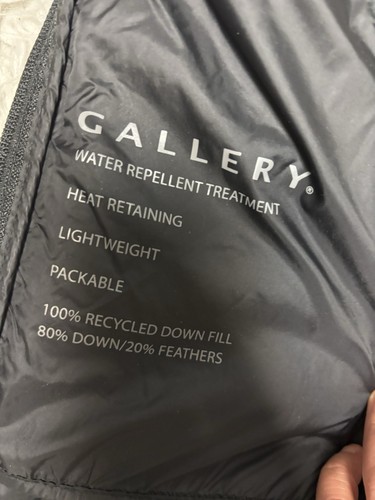 GALLERY®
WATER REPELLENT TREATMENT
HEAT RETAINING
LIGHTWEIGHT
PACKABLE
100% RECYCLED DOWN FILL
80% DOWN/20% FEATHERS